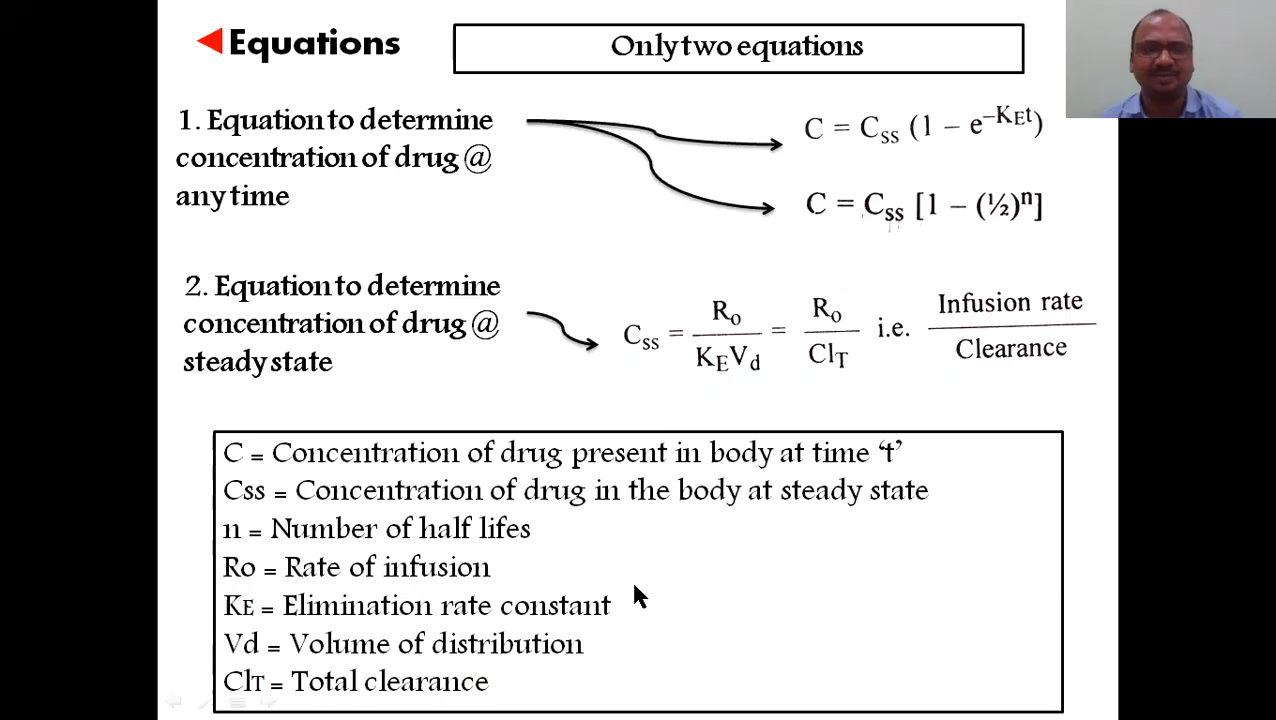 Equations
Only two equations
1. Equation to determine
concentration of drug @
any time
C = Css (1 − e^−KEt)
C = Css [1 − (½)^n]
2. Equation to determine
concentration of drug @
steady state
Css = Ro / KEVd = Ro / ClT i.e. Infusion rate / Clearance
C = Concentration of drug present in body at time ‘t’
Css = Concentration of drug in the body at steady state
n = Number of half lifes
Ro = Rate of infusion
KE = Elimination rate constant
Vd = Volume of distribution
ClT = Total clearance